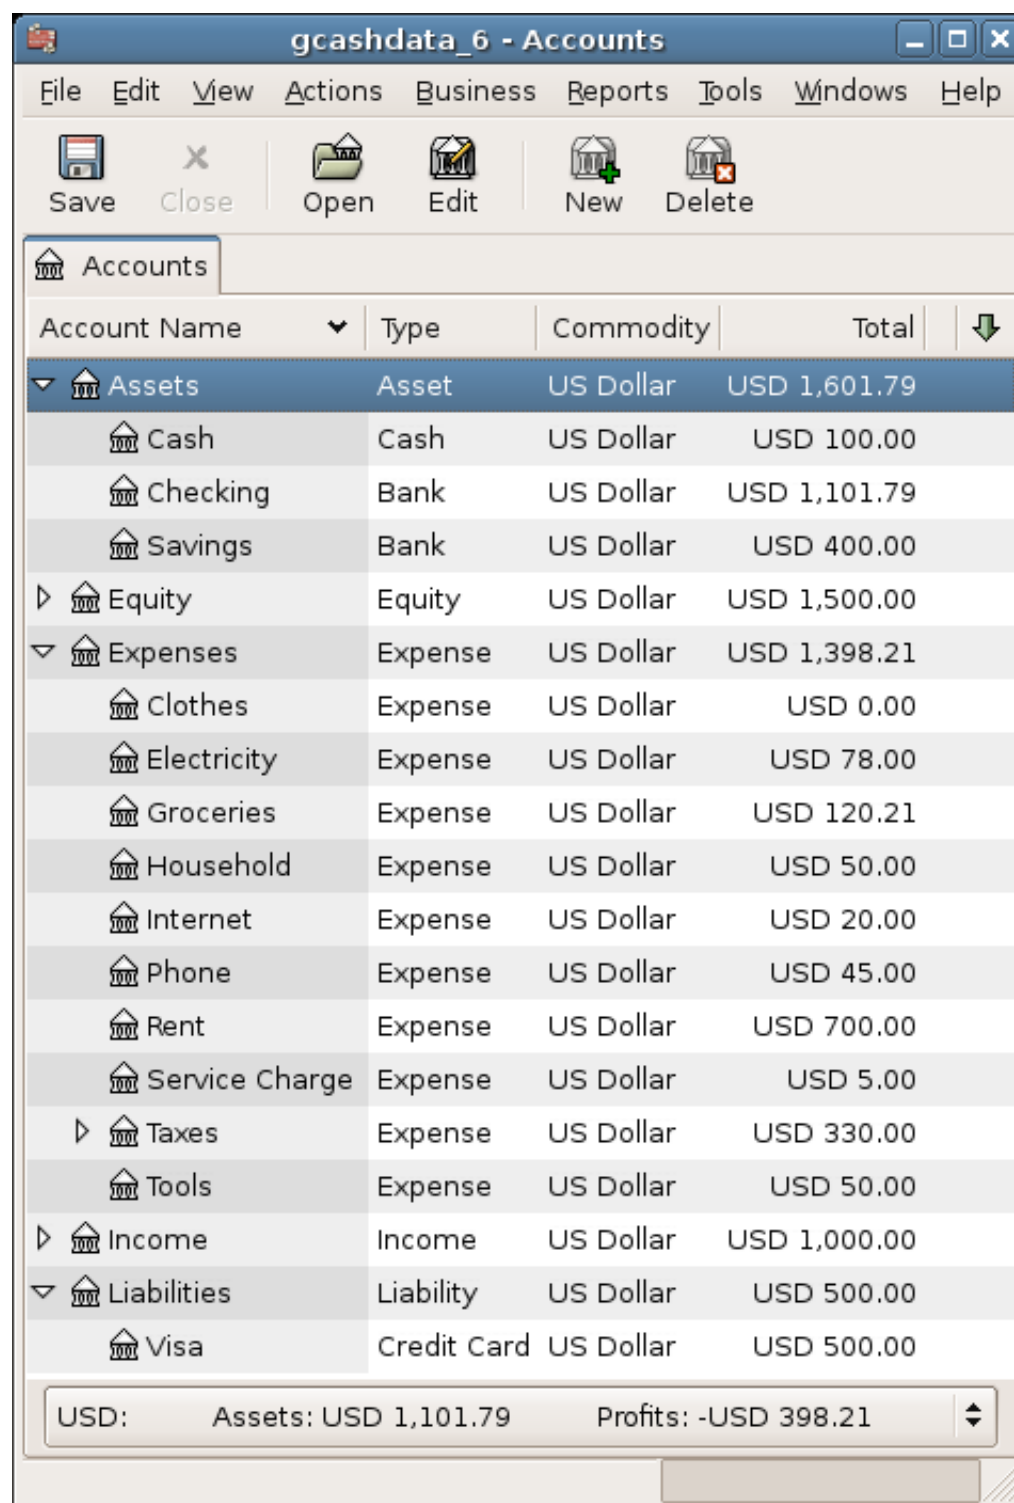 gcashdata_6 - Accounts
File Edit View Actions Business Reports Tools Windows Help
Save Close Open Edit New Delete
Accounts
Account Name Type Commodity Total
Assets Asset US Dollar USD 1,601.79
Cash Cash US Dollar USD 100.00
Checking Bank US Dollar USD 1,101.79
Savings Bank US Dollar USD 400.00
Equity Equity US Dollar USD 1,500.00
Expenses Expense US Dollar USD 1,398.21
Clothes Expense US Dollar USD 0.00
Electricity Expense US Dollar USD 78.00
Groceries Expense US Dollar USD 120.21
Household Expense US Dollar USD 50.00
Internet Expense US Dollar USD 20.00
Phone Expense US Dollar USD 45.00
Rent Expense US Dollar USD 700.00
Service Charge Expense US Dollar USD 5.00
Taxes Expense US Dollar USD 330.00
Tools Expense US Dollar USD 50.00
Income Income US Dollar USD 1,000.00
Liabilities Liability US Dollar USD 500.00
Visa Credit Card US Dollar USD 500.00
USD: Assets: USD 1,101.79 Profits: -USD 398.21